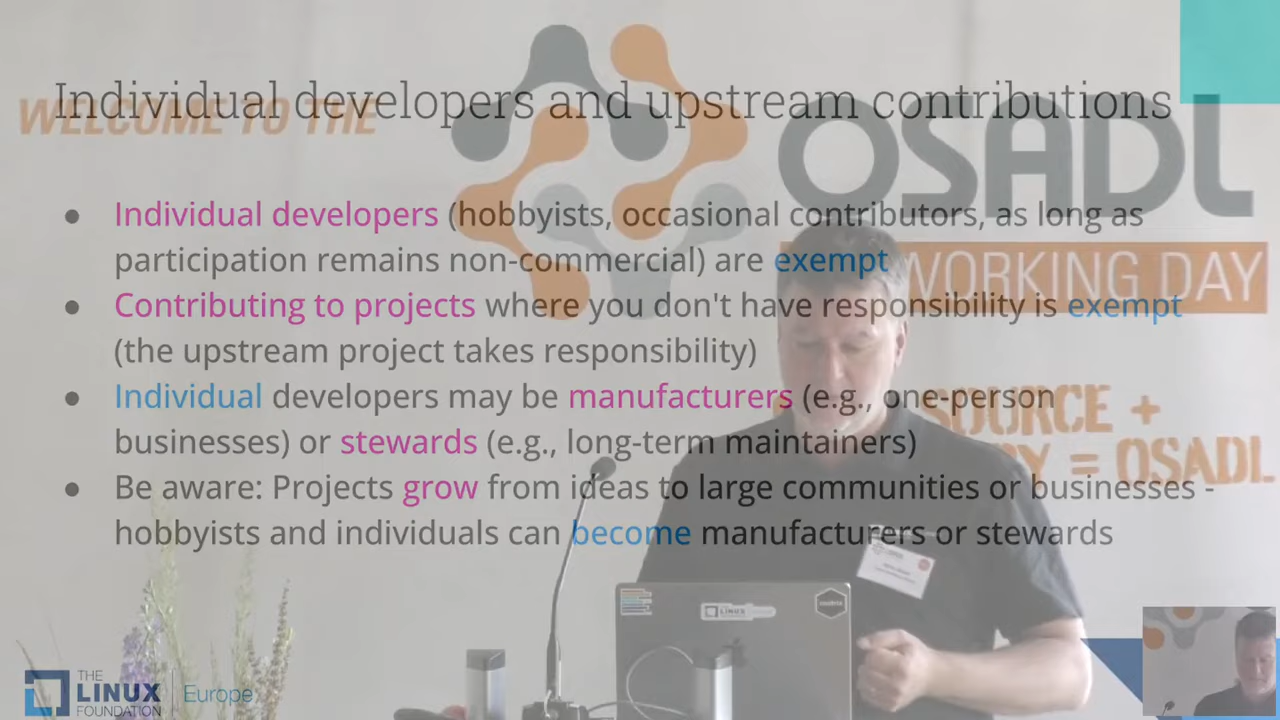 Individual developers and upstream contributions
WELCOME TO THE
OSADL
WORKING DAY
● Individual developers (hobbyists, occasional contributors, as long as
participation remains non-commercial) are exempt
● Contributing to projects where you don't have responsibility is exempt
(the upstream project takes responsibility)
● Individual developers may be manufacturers (e.g., one-person
businesses) or stewards (e.g., long-term maintainers)
● Be aware: Projects grow from ideas to large communities or businesses -
hobbyists and individuals can become manufacturers or stewards
SOURCE +
= OSADL
LINUX
THE
LINUX
FOUNDATION
Europe